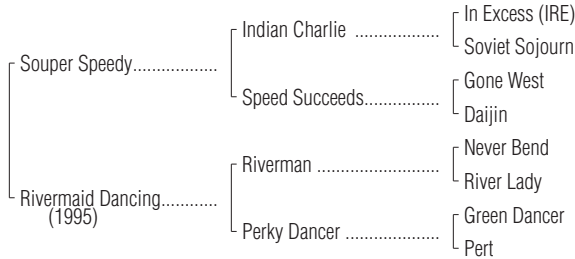 In Excess (IRE)
Indian Charlie ..................
Soviet Sojourn
Souper Speedy..................
Gone West
Speed Succeeds................
Daijin
Never Bend
Riverman .........................
River Lady
Rivermaid Dancing............
(1995)
Green Dancer
Perky Dancer ....................
Pert